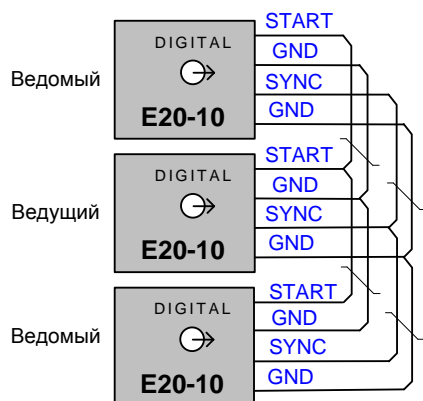 START
DIGITAL
GND
Ведомый
SYNC
E20-10
GND
START
DIGITAL
GND
Ведущий
SYNC
E20-10
GND
START
DIGITAL
GND
Ведомый
SYNC
E20-10
GND